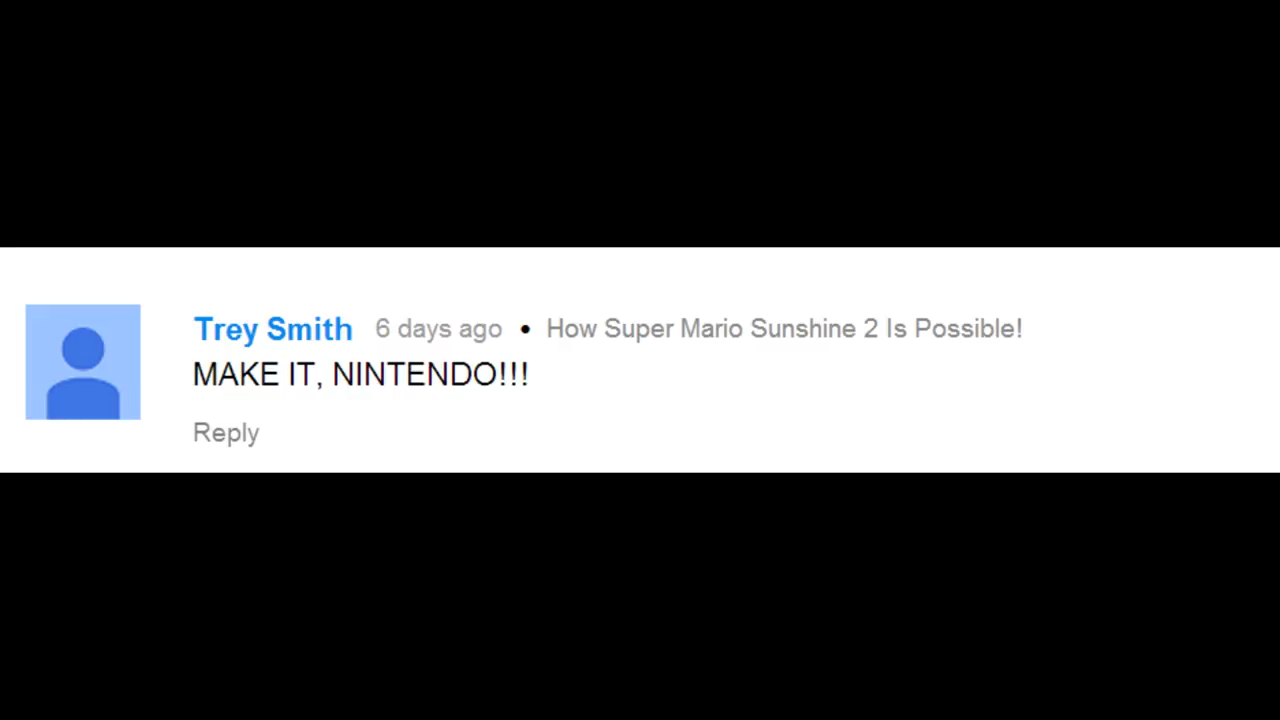 Trey Smith 6 days ago • How Super Mario Sunshine 2 Is Possible!
MAKE IT, NINTENDO!!!
Reply